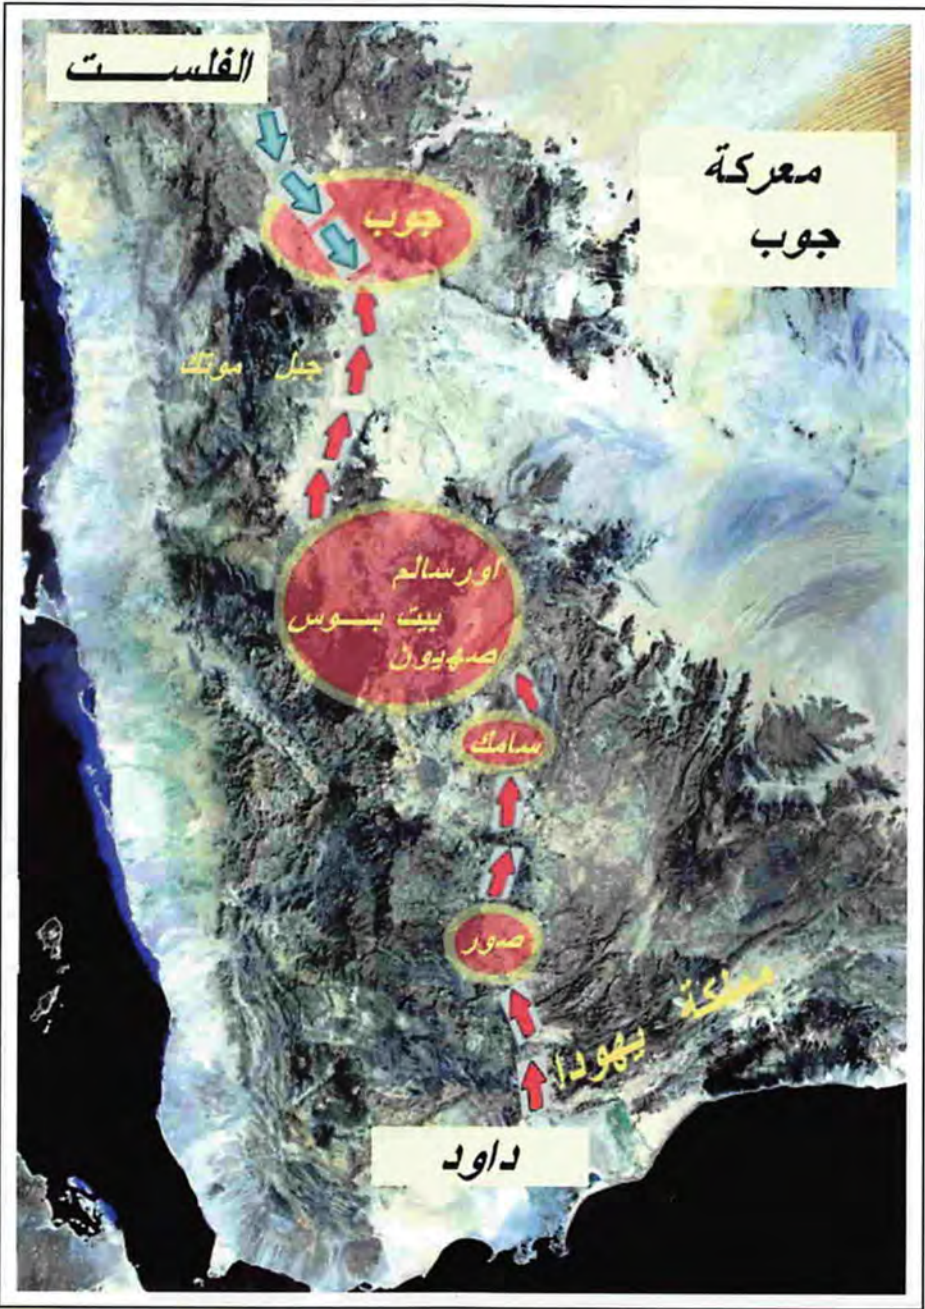 الفلست
معركة
جوب
جوب
جبل موتك
اورسالم
بيت بوس
صهيون
سامك
صور
مملكة يهودا
داود